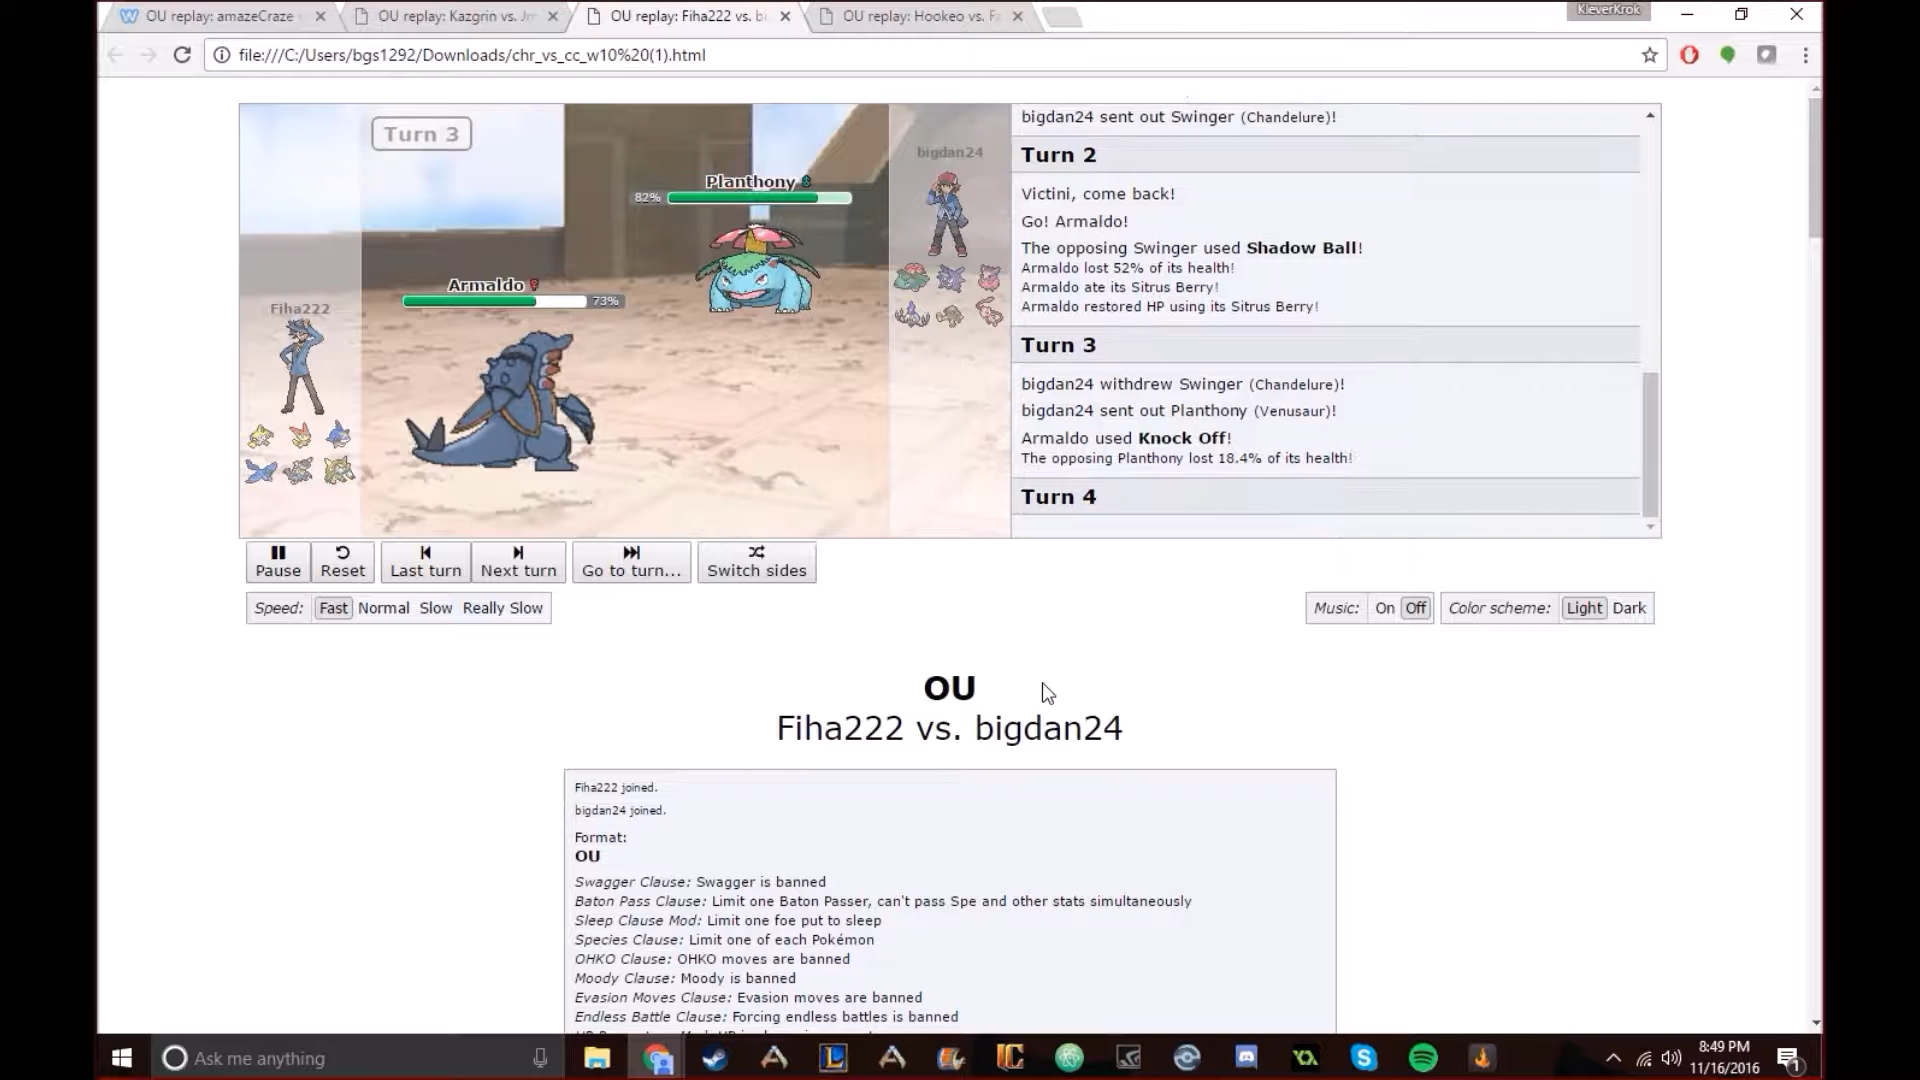 OU replay: amazeCraze
OU replay: Kazgrin vs. Jm
OU replay: Fiha222 vs. bi
OU replay: Hookeo vs. Fa
KleverKrok
file:///C:/Users/bgs1292/Downloads/chr_vs_cc_w10%20(1).html
Turn 3
Planthony
82%
Armaldo
73%
Fiha222
bigdan24
bigdan24 sent out Swinger (Chandelure)!
Turn 2
Victini, come back!
Go! Armaldo!
The opposing Swinger used Shadow Ball!
Armaldo lost 52% of its health!
Armaldo ate its Sitrus Berry!
Armaldo restored HP using its Sitrus Berry!
Turn 3
bigdan24 withdrew Swinger (Chandelure)!
bigdan24 sent out Planthony (Venusaur)!
Armaldo used Knock Off!
The opposing Planthony lost 18.4% of its health!
Turn 4
Pause Reset Last turn Next turn Go to turn... Switch sides
Speed: Fast Normal Slow Really Slow
Music: On Off Color scheme: Light Dark
OU
Fiha222 vs. bigdan24
Fiha222 joined.
bigdan24 joined.
Format:
OU
Swagger Clause: Swagger is banned
Baton Pass Clause: Limit one Baton Passer, can't pass Spe and other stats simultaneously
Sleep Clause Mod: Limit one foe put to sleep
Species Clause: Limit one of each Pokémon
OHKO Clause: OHKO moves are banned
Moody Clause: Moody is banned
Evasion Moves Clause: Evasion moves are banned
Endless Battle Clause: Forcing endless battles is banned
Ask me anything
8:49 PM
11/16/2016
1